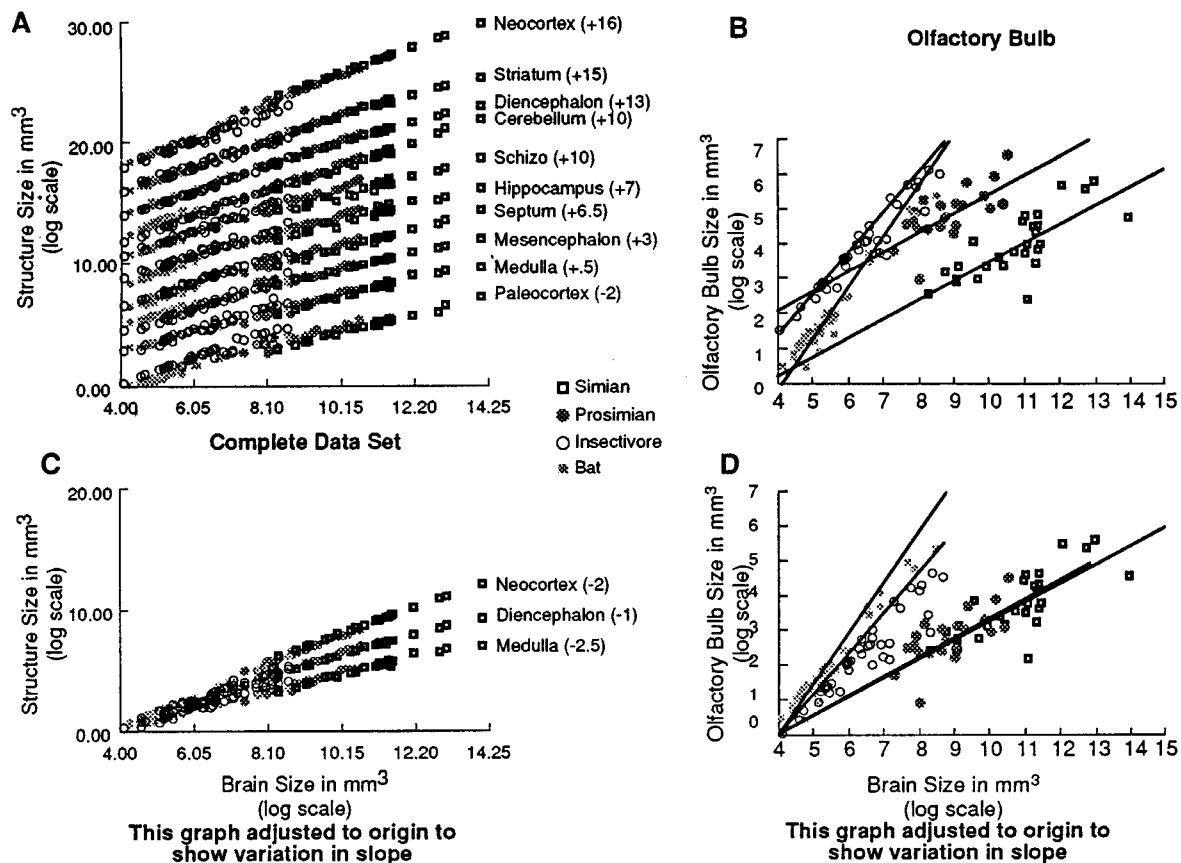 A
Structure Size in mm3
(log scale)
30.00
20.00
10.00
0.00
4.00 6.05 8.10 10.15 12.20 14.25
Neocortex (+16)
Striatum (+15)
Diencephalon (+13)
Cerebellum (+10)
Schizo (+10)
Hippocampus (+7)
Septum (+6.5)
Mesencephalon (+3)
Medulla (+.5)
Paleocortex (-2)
Complete Data Set
Simian
Prosimian
Insectivore
Bat
B
Olfactory Bulb
Olfactory Bulb Size in mm3
(log scale)
7
6
5
4
3
2
1
0
4 5 6 7 8 9 10 11 12 13 14 15
C
Structure Size in mm3
(log scale)
20.00
10.00
0.00
4.00 6.05 8.10 10.15 12.20 14.25
Neocortex (-2)
Diencephalon (-1)
Medulla (-2.5)
Brain Size in mm3
(log scale)
This graph adjusted to origin to
show variation in slope
D
Olfactory Bulb Size in mm3
(log scale)
7
6
5
4
3
2
1
0
4 5 6 7 8 9 10 11 12 13 14 15
Brain Size in mm3
(log scale)
This graph adjusted to origin to
show variation in slope